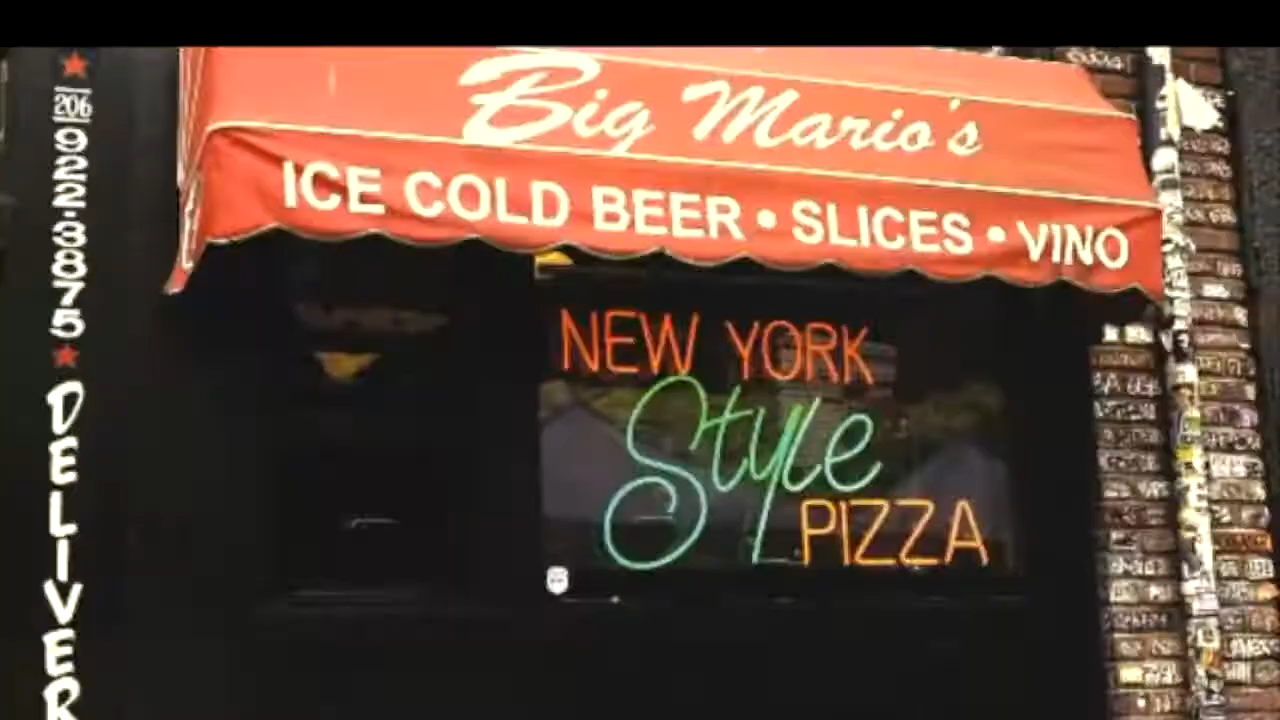 206
922-3875
DELIVER
Big Mario's
ICE COLD BEER • SLICES • VINO
NEW YORK
Style
PIZZA